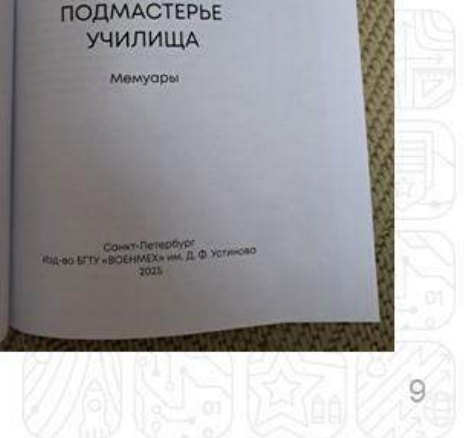 ПОДМАСТЕРЬЕ
УЧИЛИЩА
Мемуары
Санкт-Петербург
Изд-во БГТУ «ВОЕНМЕХ» им. Д. Ф. Устинова
2025
9